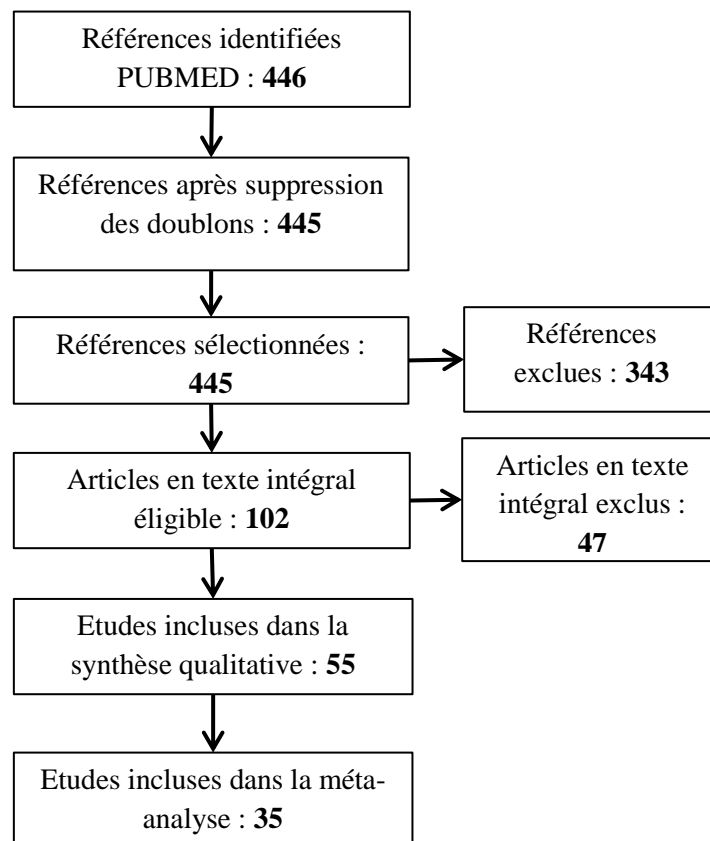 Références identifiées
PUBMED : 446
Références après suppression
des doublons : 445
Références sélectionnées :
445
Références
exclues : 343
Articles en texte intégral
éligible : 102
Articles en texte
intégral exclus :
47
Etudes incluses dans la
synthèse qualitative : 55
Etudes incluses dans la méta-
analyse : 35